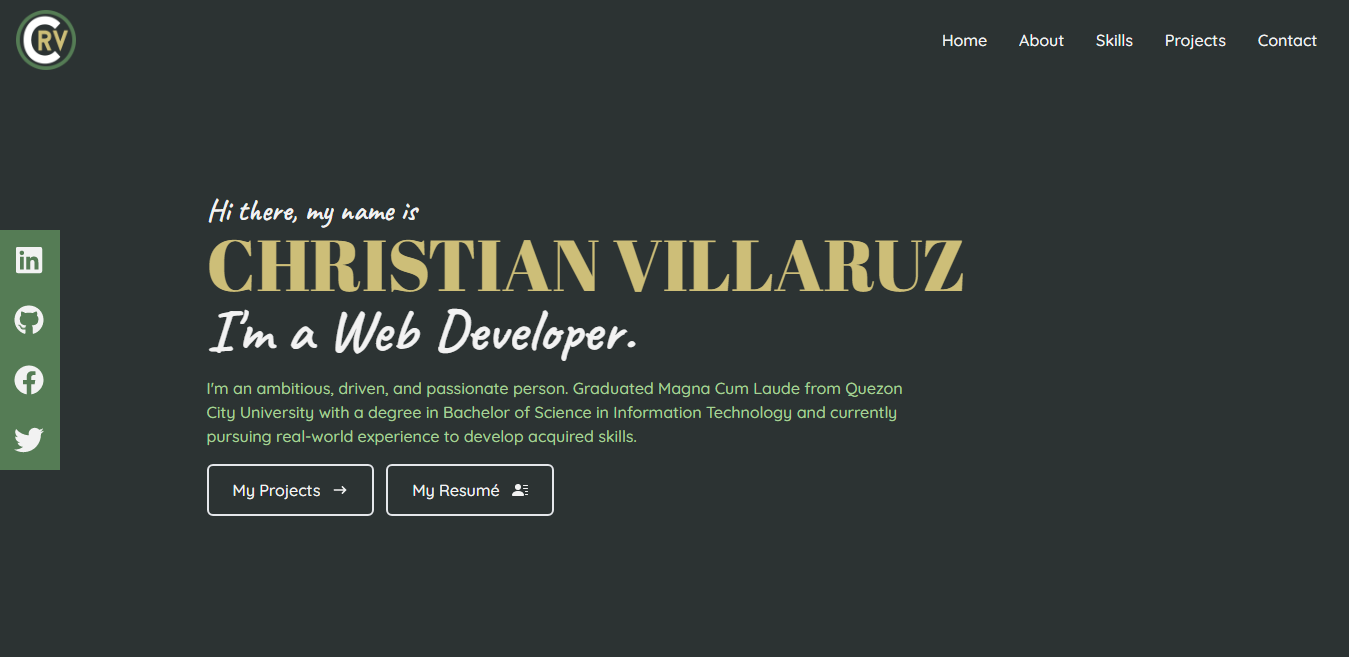 CRV
Home About Skills Projects Contact
Hi there, my name is
CHRISTIAN VILLARUZ
I'm a Web Developer.
I'm an ambitious, driven, and passionate person. Graduated Magna Cum Laude from Quezon
City University with a degree in Bachelor of Science in Information Technology and currently
pursuing real-world experience to develop acquired skills.
My Projects → My Resumé
in